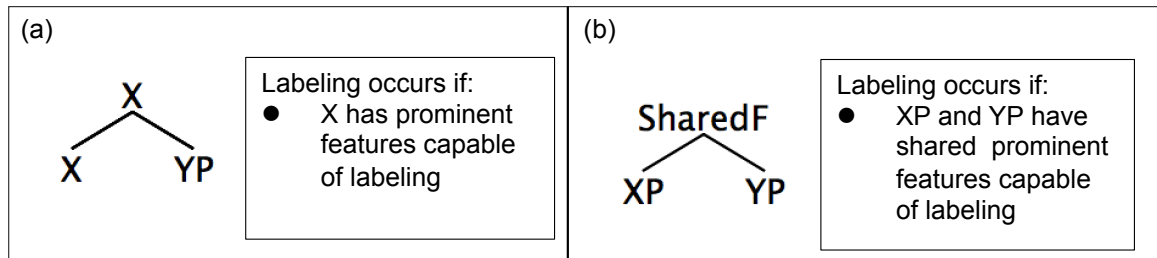 (a)
X
X YP
Labeling occurs if:
● X has prominent
features capable
of labeling
(b)
SharedF
XP YP
Labeling occurs if:
● XP and YP have
shared prominent
features capable
of labeling